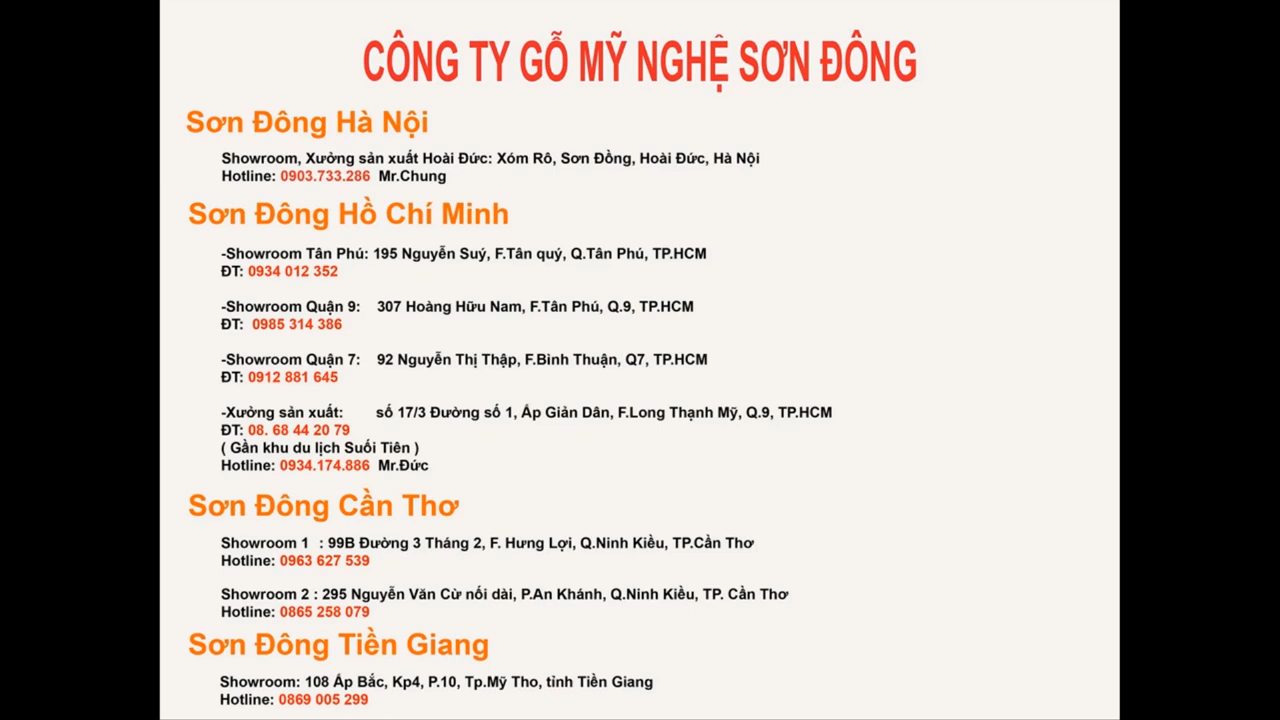 CÔNG TY GỖ MỸ NGHỆ SƠN ĐÔNG
Sơn Đông Hà Nội
Showroom, Xưởng sản xuất Hoài Đức: Xóm Rô, Sơn Đồng, Hoài Đức, Hà Nội
Hotline: 0903.733.286 Mr.Chung
Sơn Đông Hồ Chí Minh
-Showroom Tân Phú: 195 Nguyễn Suý, F.Tân quý, Q.Tân Phú, TP.HCM
ĐT: 0934 012 352
-Showroom Quận 9: 307 Hoàng Hữu Nam, F.Tân Phú, Q.9, TP.HCM
ĐT: 0985 314 386
-Showroom Quận 7: 92 Nguyễn Thị Thập, F.Bình Thuận, Q7, TP.HCM
ĐT: 0912 881 645
-Xưởng sản xuất: số 17/3 Đường số 1, Ấp Giản Dân, F.Long Thạnh Mỹ, Q.9, TP.HCM
ĐT: 08. 68 44 20 79
( Gần khu du lịch Suối Tiên )
Hotline: 0934.174.886 Mr.Đức
Sơn Đông Cần Thơ
Showroom 1 : 99B Đường 3 Tháng 2, F. Hưng Lợi, Q.Ninh Kiều, TP.Cần Thơ
Hotline: 0963 627 539
Showroom 2 : 295 Nguyễn Văn Cừ nối dài, P.An Khánh, Q.Ninh Kiều, TP. Cần Thơ
Hotline: 0865 258 079
Sơn Đông Tiền Giang
Showroom: 108 Ấp Bắc, Kp4, P.10, Tp.Mỹ Tho, tỉnh Tiền Giang
Hotline: 0869 005 299